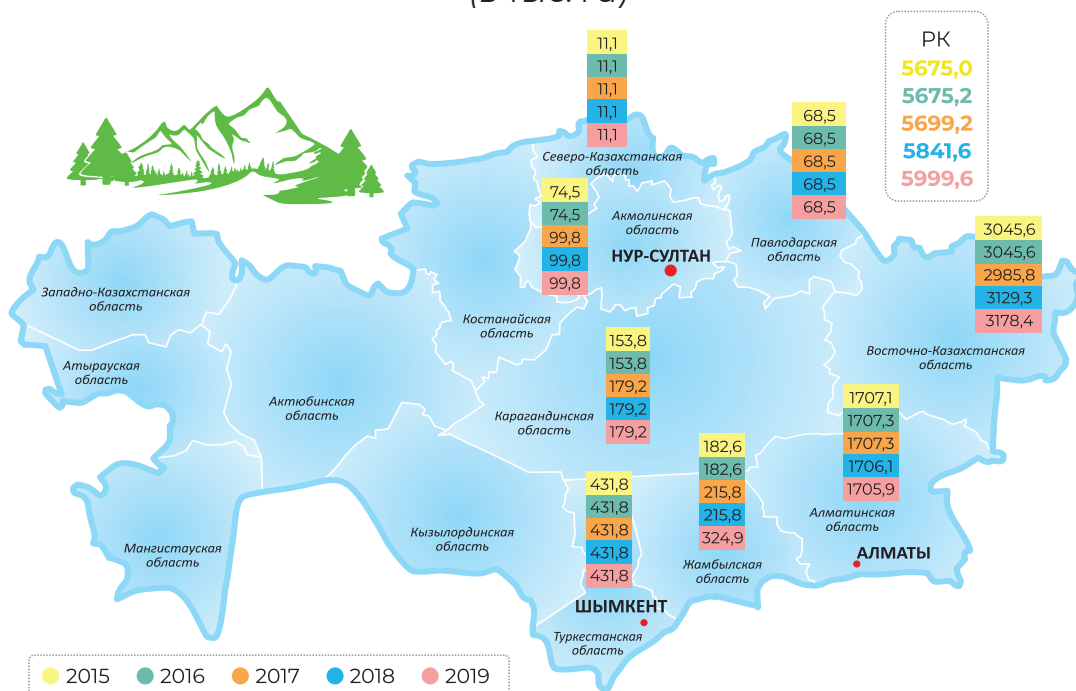 (в тыс. га)
РК
5675,0
5675,2
5699,2
5841,6
5999,6
11,1
11,1
11,1
11,1
11,1
Северо-Казахстанская
область
68,5
68,5
68,5
68,5
68,5
Павлодарская
область
74,5
74,5
99,8
99,8
99,8
Акмолинская
область
НУР-СУЛТАН
3045,6
3045,6
2985,8
3129,3
3178,4
Восточно-Казахстанская
область
Западно-Казахстанская
область
Костанайская
область
Атырауская
область
Актюбинская
область
153,8
153,8
179,2
179,2
179,2
Карагандинская
область
1707,1
1707,3
1707,3
1706,1
1705,9
Алматинская
область
АЛМАТЫ
182,6
182,6
215,8
215,8
324,9
Жамбылская
область
431,8
431,8
431,8
431,8
431,8
ШЫМКЕНТ
Туркестанская
область
Кызылординская
область
Мангистауская
область
2015
2016
2017
2018
2019